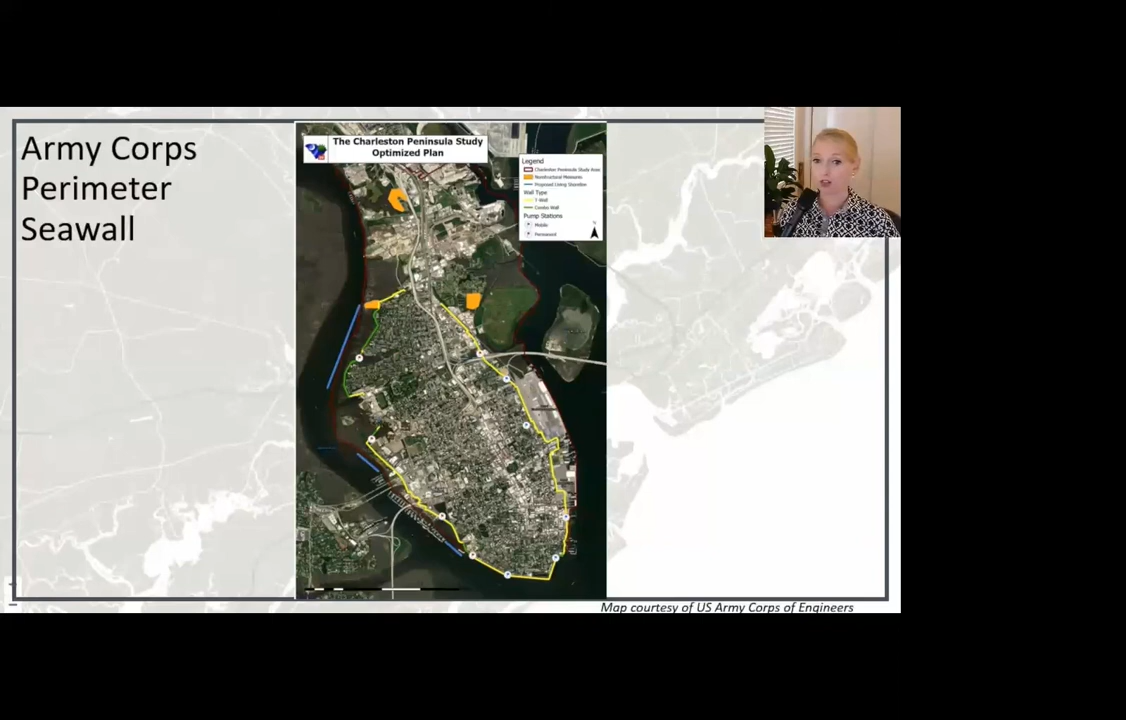 Army Corps
Perimeter
Seawall
The Charleston Peninsula Study
Optimized Plan
Legend
Charleston Peninsula Study Area
Nonstructural Measures
Proposed Living Shoreline
Wall Type
T-Wall
Combo Wall
Pump Stations
Mobile
Permanent
Map courtesy of US Army Corps of Engineers